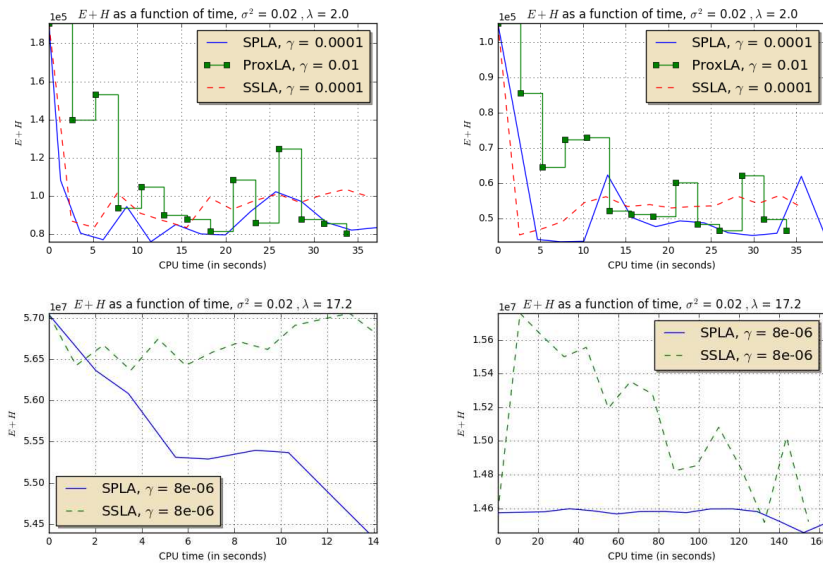 E + H as a function of time, σ² = 0.02 , λ = 2.0
1e5
1.8
1.6
1.4
1.2
1.0
0.8
E + H
0 5 10 15 20 25 30 35
CPU time (in seconds)
SPLA, γ = 0.0001
ProxLA, γ = 0.01
SSLA, γ = 0.0001
E + H as a function of time, σ² = 0.02 , λ = 2.0
1e5
1.0
0.9
0.8
0.7
0.6
0.5
E + H
0 5 10 15 20 25 30 35
CPU time (in seconds)
SPLA, γ = 0.0001
ProxLA, γ = 0.01
SSLA, γ = 0.0001
E + H as a function of time, σ² = 0.02 , λ = 17.2
1e7
5.70
5.65
5.60
5.55
5.50
5.45
E + H
0 2 4 6 8 10 12 14
CPU time (in seconds)
SPLA, γ = 8e-06
SSLA, γ = 8e-06
E + H as a function of time, σ² = 0.02 , λ = 17.2
1e7
1.56
1.54
1.52
1.50
1.48
1.46
E + H
0 20 40 60 80 100 120 140 160
CPU time (in seconds)
SPLA, γ = 8e-06
SSLA, γ = 8e-06